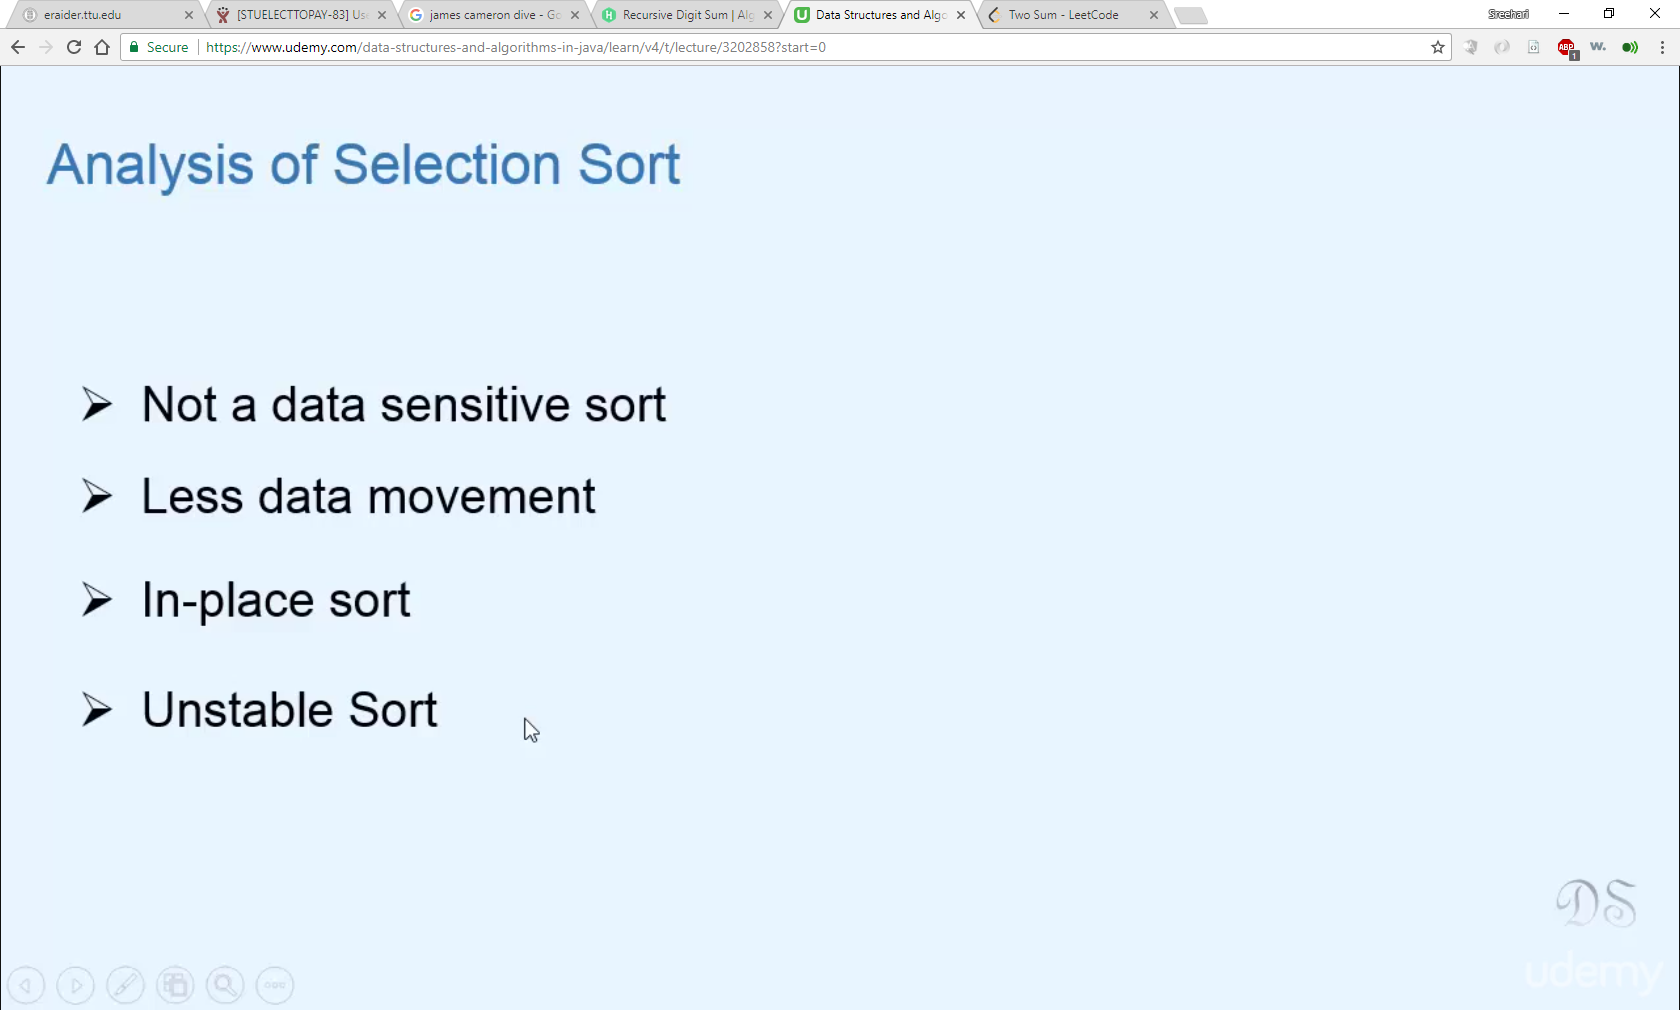 eraider.ttu.edu
[STUELECTTOPAY-83] Us
james cameron dive - Go
Recursive Digit Sum | Alg
Data Structures and Algo
Two Sum - LeetCode
Sreehari
Secure
https://www.udemy.com/data-structures-and-algorithms-in-java/learn/v4/t/lecture/3202858?start=0
ABP
1
w.
Analysis of Selection Sort
Not a data sensitive sort
Less data movement
In-place sort
Unstable Sort
DS
udemy